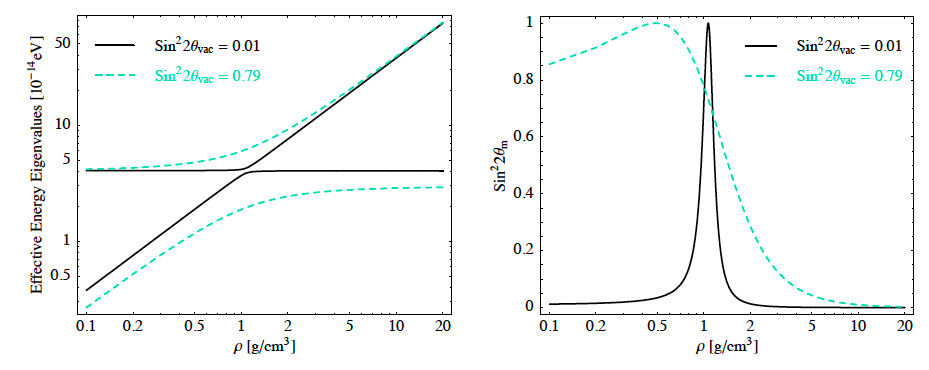 Effective Energy Eigenvalues [10⁻¹⁴eV]
50
10
5
1
0.5
Sin²2θvac = 0.01
Sin²2θvac = 0.79
0.1 0.2 0.5 1 2 5 10 20
ρ [g/cm³]
Sin²2θm
1
0.8
0.6
0.4
0.2
0
Sin²2θvac = 0.01
Sin²2θvac = 0.79
0.1 0.2 0.5 1 2 5 10 20
ρ [g/cm³]